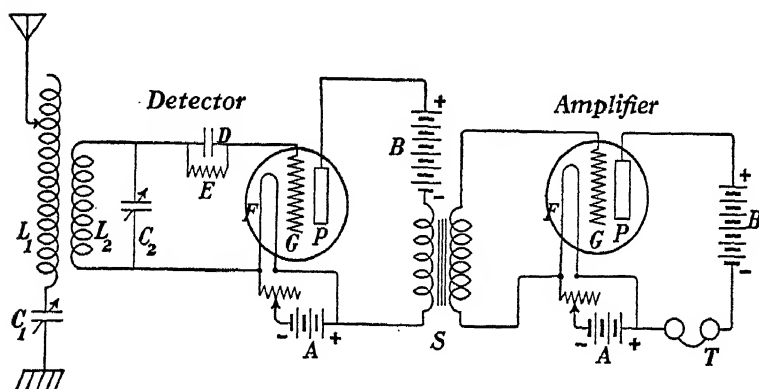 Detector
Amplifier
L1
L2
C1
C2
D
E
F
G
P
A
- +
B
+
-
S
F
G
P
A
- +
B
+
-
T